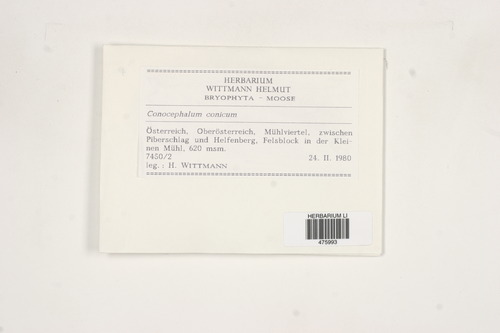 HERBARIUM
WITTMANN HELMUT
BRYOPHYTA - MOOSE
Conocephalum conicum
Österreich, Oberösterreich, Mühlviertel, zwischen
Piberschlag und Helfenberg, Felsblock in der Klei-
nen Mühl, 620 msm.
7450/2 24. II. 1980
leg.: H. WITTMANN
HERBARIUM LI
475993